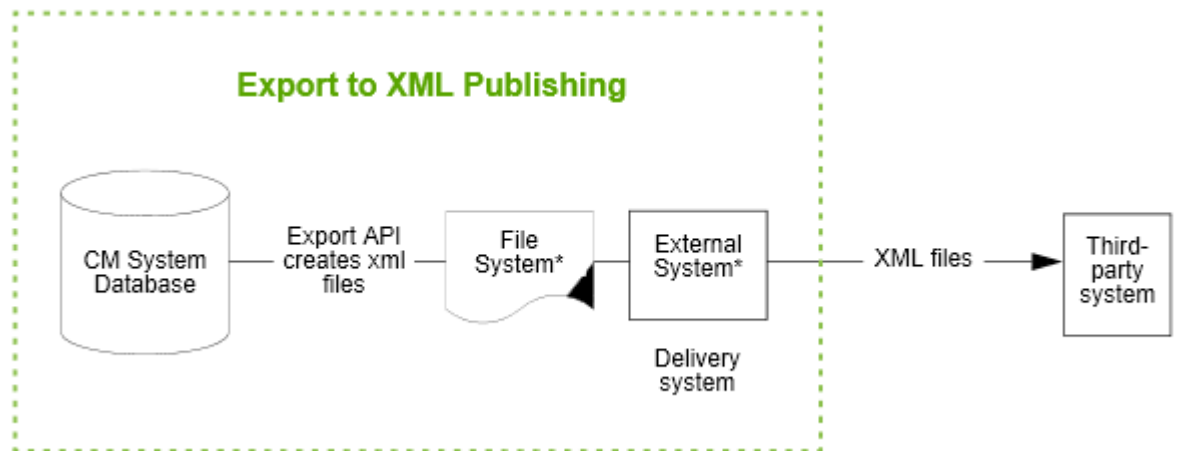 Export to XML Publishing
CM System
Database
Export API
creates xml
files
File
System*
External
System*
Delivery
system
XML files
Third-
party
system